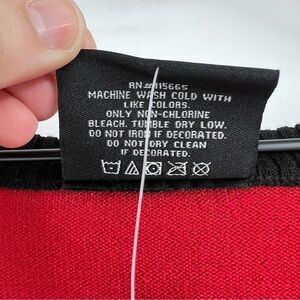 RN#115665
MACHINE WASH COLD WITH
LIKE COLORS.
ONLY NON-CHLORINE
BLEACH. TUMBLE DRY LOW.
DO NOT IRON IF DECORATED.
DO NOT DRY CLEAN
IF DECORATED.